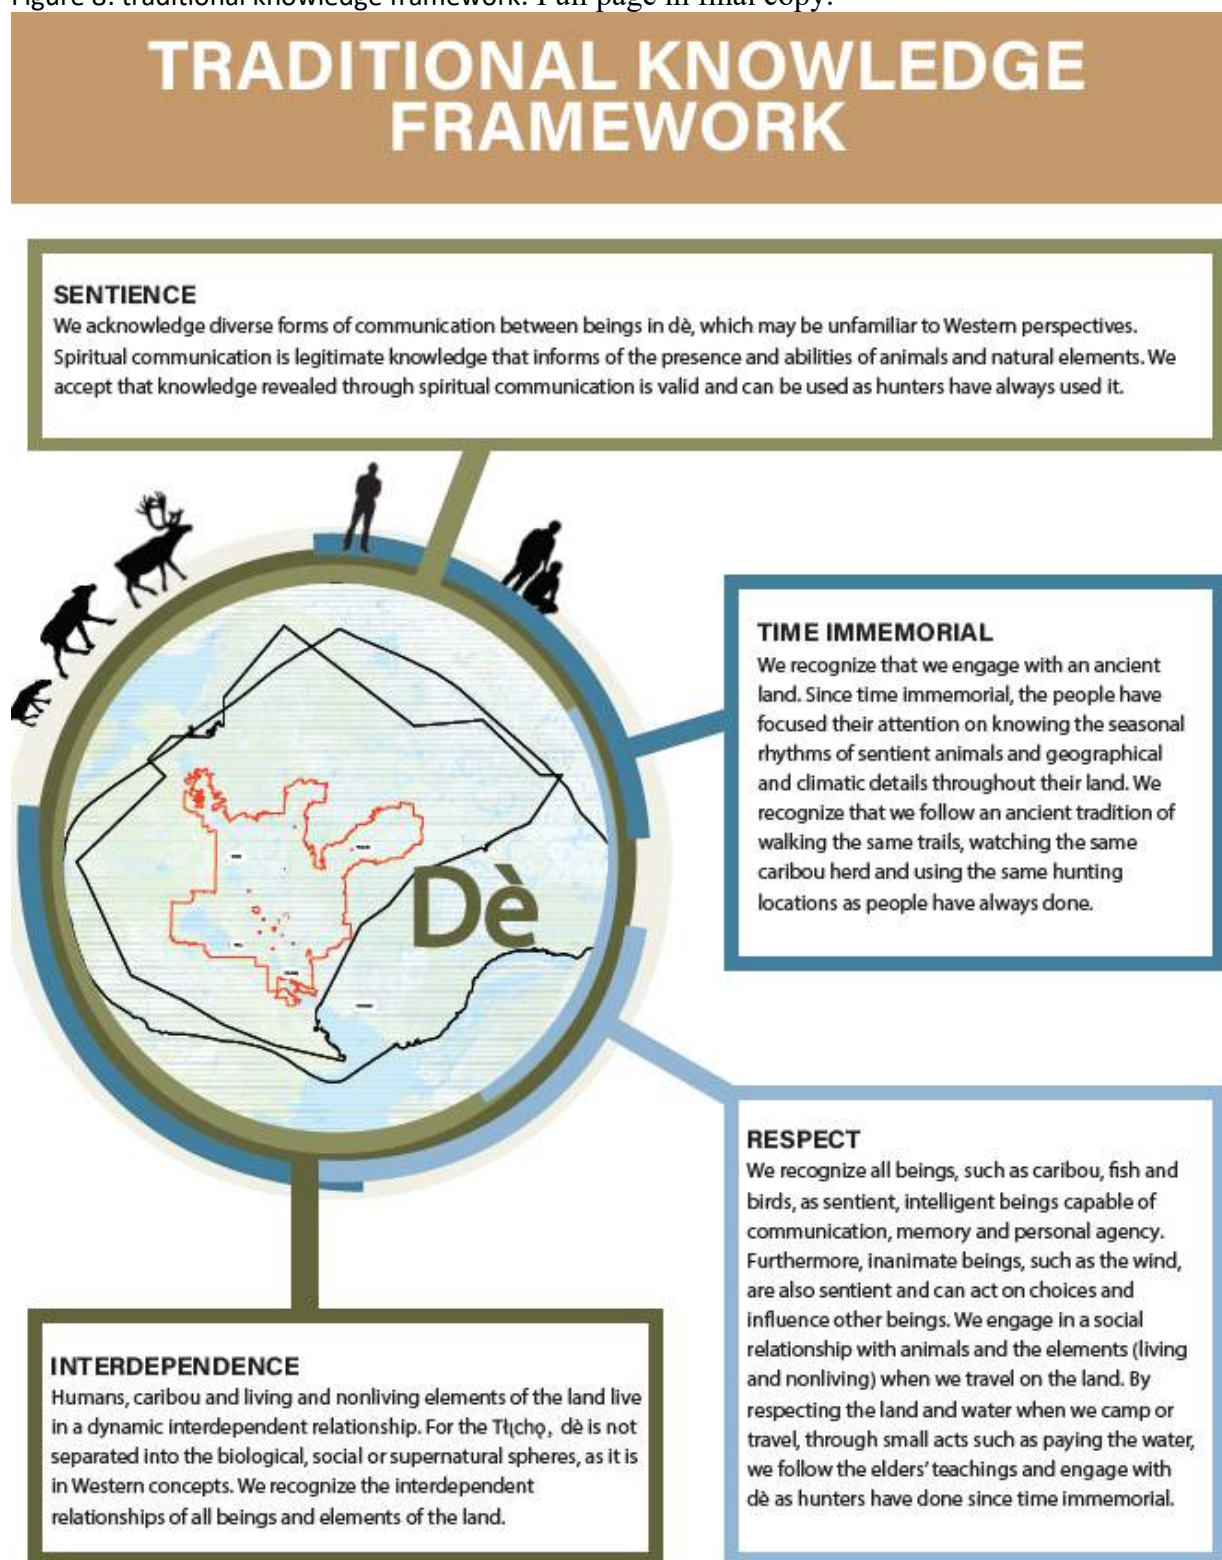 Figure 8. traditional knowledge framework. Full page in final copy.
TRADITIONAL KNOWLEDGE
FRAMEWORK
SENTIENCE
We acknowledge diverse forms of communication between beings in dè, which may be unfamiliar to Western perspectives.
Spiritual communication is legitimate knowledge that informs of the presence and abilities of animals and natural elements. We
accept that knowledge revealed through spiritual communication is valid and can be used as hunters have always used it.
TIME IMMEMORIAL
We recognize that we engage with an ancient
land. Since time immemorial, the people have
focused their attention on knowing the seasonal
rhythms of sentient animals and geographical
and climatic details throughout their land. We
recognize that we follow an ancient tradition of
walking the same trails, watching the same
caribou herd and using the same hunting
locations as people have always done.
Dè
RESPECT
We recognize all beings, such as caribou, fish and
birds, as sentient, intelligent beings capable of
communication, memory and personal agency.
Furthermore, inanimate beings, such as the wind,
are also sentient and can act on choices and
influence other beings. We engage in a social
relationship with animals and the elements (living
and nonliving) when we travel on the land. By
respecting the land and water when we camp or
travel, through small acts such as paying the water,
we follow the elders' teachings and engage with
dè as hunters have done since time immemorial.
INTERDEPENDENCE
Humans, caribou and living and nonliving elements of the land live
in a dynamic interdependent relationship. For the Tłı̨chǫ, dè is not
separated into the biological, social or supernatural spheres, as it is
in Western concepts. We recognize the interdependent
relationships of all beings and elements of the land.